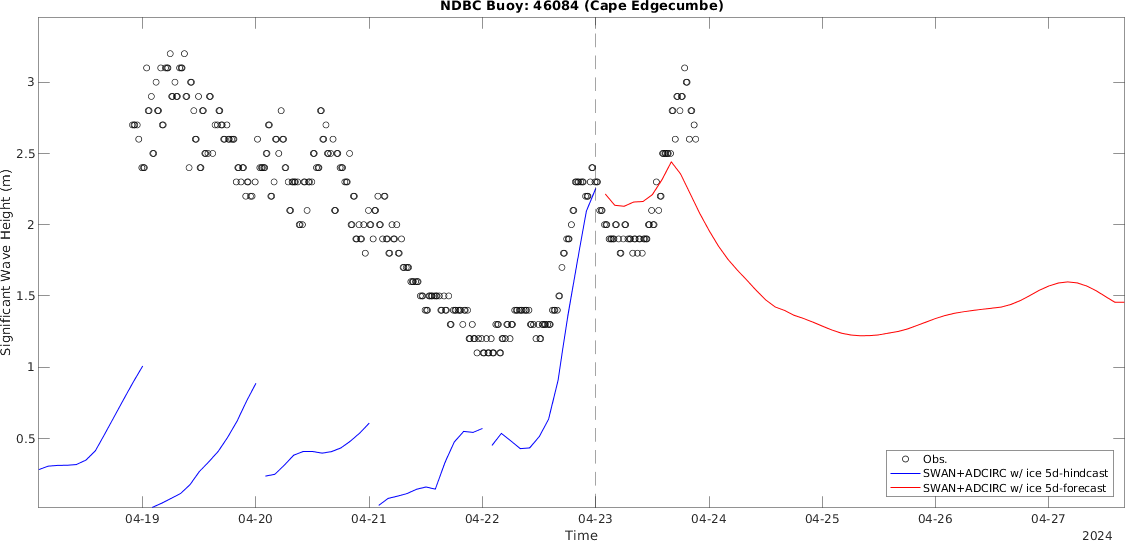 NDBC Buoy: 46084 (Cape Edgecumbe)
Significant Wave Height (m)
3
2.5
2
1.5
1
0.5
Obs.
SWAN+ADCIRC w/ ice 5d-hindcast
SWAN+ADCIRC w/ ice 5d-forecast
04-19 04-20 04-21 04-22 04-23 04-24 04-25 04-26 04-27
Time
2024